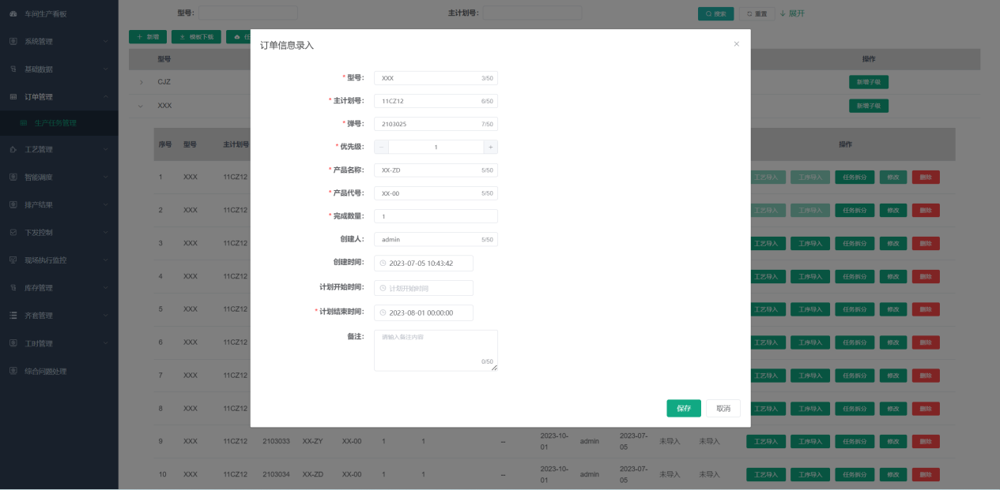 车间生产看板
系统管理
基础数据
订单管理
生产任务管理
工艺管理
智能调度
排产结果
下发控制
现场执行监控
库存管理
齐套管理
工时管理
综合问题处理
型号: 主计划号: 搜索 重置 展开
新增 模板下载 任
型号 操作
CJZ 新增子级
XXX 新增子级
序号 型号 主计划号 操作
1 XXX 11CZ12 工艺导入 工序导入 任务拆分 修改 删除
2 XXX 11CZ12 工艺导入 工序导入 任务拆分 修改 删除
3 XXX 11CZ12 工艺导入 工序导入 任务拆分 修改 删除
4 XXX 11CZ12 工艺导入 工序导入 任务拆分 修改 删除
5 XXX 11CZ12 工艺导入 工序导入 任务拆分 修改 删除
6 XXX 11CZ12 工艺导入 工序导入 任务拆分 修改 删除
7 XXX 11CZ12 工艺导入 工序导入 任务拆分 修改 删除
8 XXX 11CZ12 工艺导入 工序导入 任务拆分 修改 删除
9 XXX 11CZ12 2103033 XX-ZY XX-00 1 1 -- 2023-10-01 admin 2023-07-05 未导入 未导入 工艺导入 工序导入 任务拆分 修改 删除
10 XXX 11CZ12 2103034 XX-ZD XX-00 1 1 -- 2023-10-01 admin 2023-07-05 未导入 未导入 工艺导入 工序导入 任务拆分 修改 删除
订单信息录入
* 型号: XXX 3/50
* 主计划号: 11CZ12 6/50
* 弹号: 2103025 7/50
* 优先级: − 1 +
* 产品名称: XX-ZD 5/50
* 产品代号: XX-00 5/50
* 完成数量: 1
创建人: admin 5/50
创建时间: 2023-07-05 10:43:42
计划开始时间: 计划开始时间
* 计划结束时间: 2023-08-01 00:00:00
备注: 请输入备注内容
0/50
保存 取消